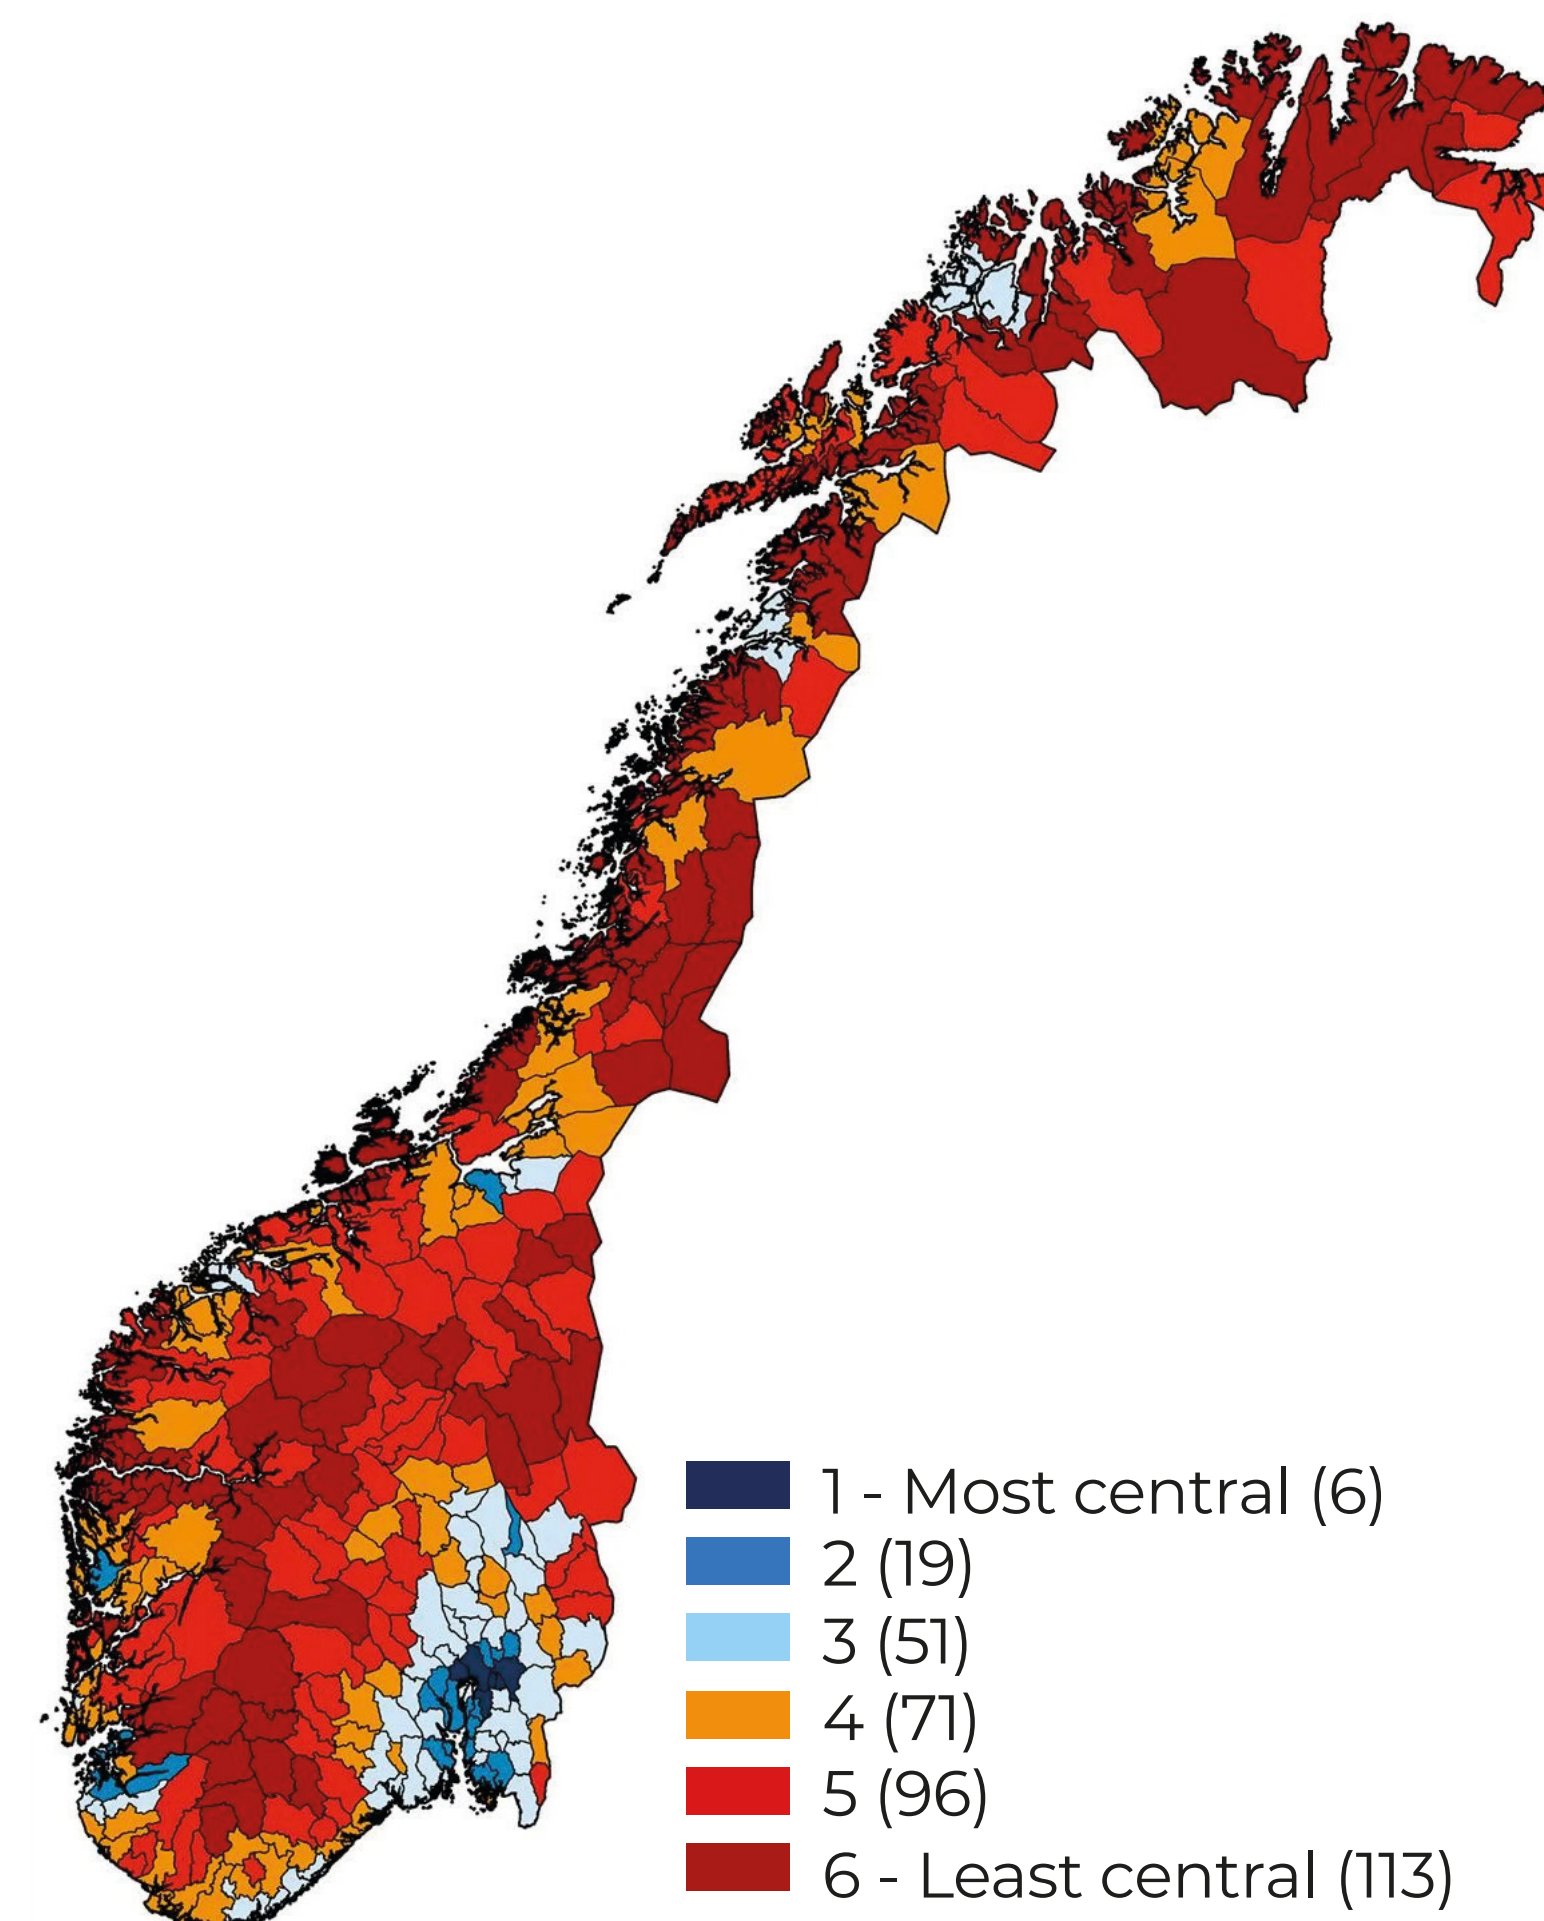 1 - Most central (6)
2 (19)
3 (51)
4 (71)
5 (96)
6 - Least central (113)